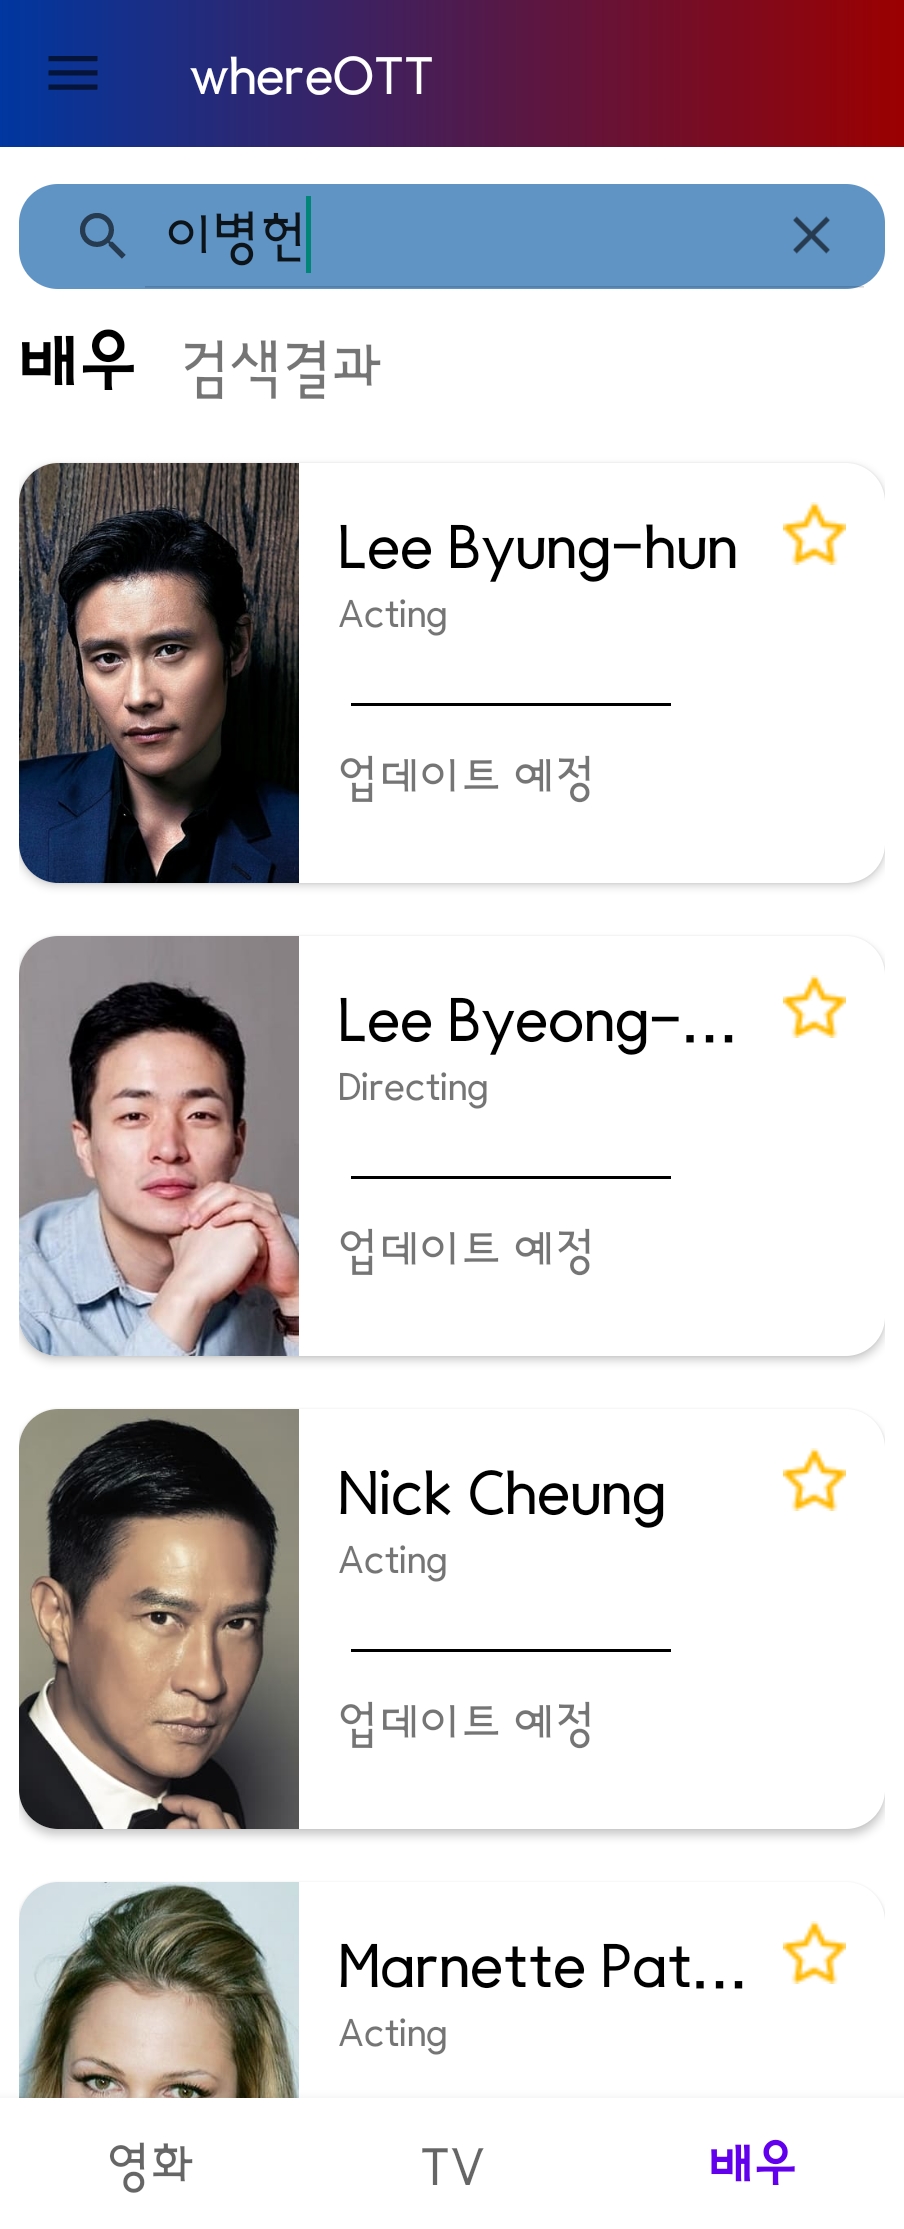 whereOTT
이병헌
배우 검색결과
Lee Byung-hun
Acting
업데이트 예정
Lee Byeong-...
Directing
업데이트 예정
Nick Cheung
Acting
업데이트 예정
Marnette Pat...
Acting
영화 TV 배우